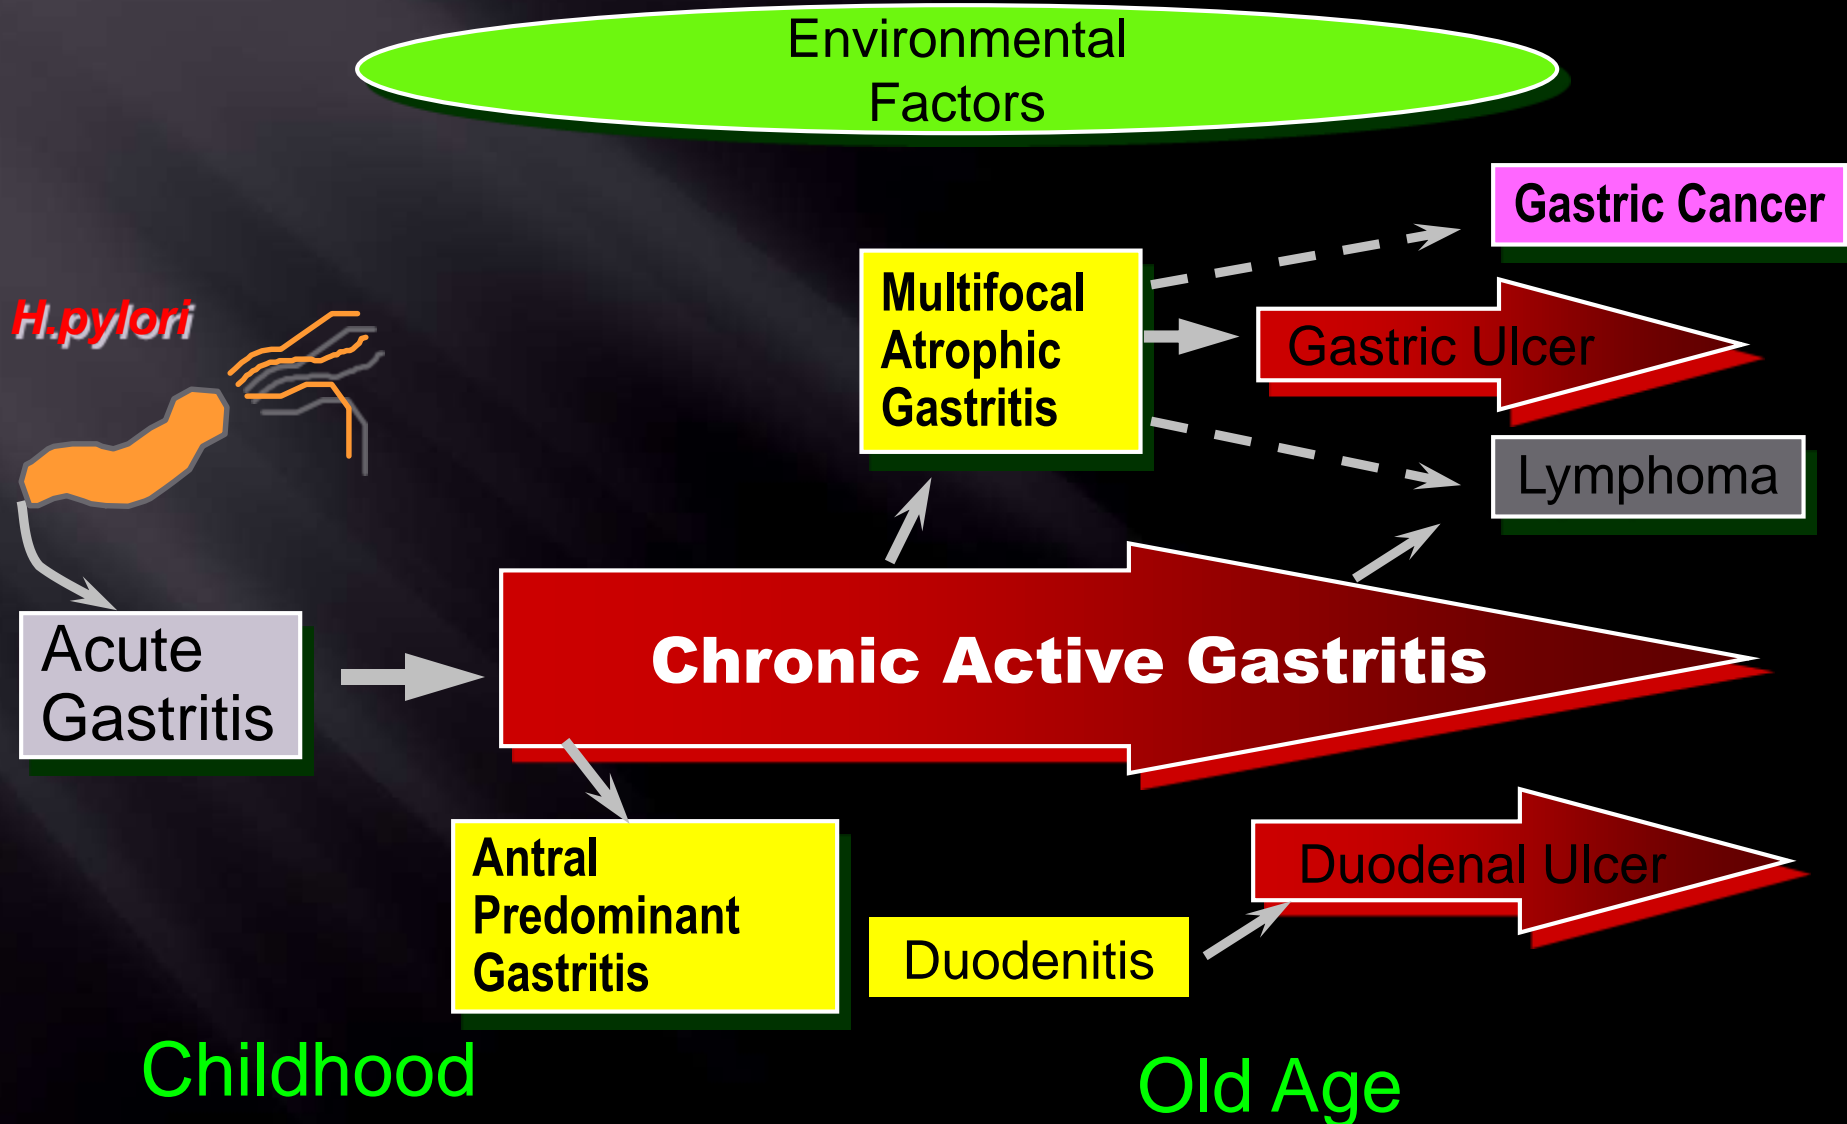 Environmental
Factors
Gastric Cancer
Multifocal
Atrophic
Gastritis
H.pylori
Gastric Ulcer
Lymphoma
Acute
Gastritis
Chronic Active Gastritis
Antral
Predominant
Gastritis
Duodenal Ulcer
Duodenitis
Childhood
Old Age